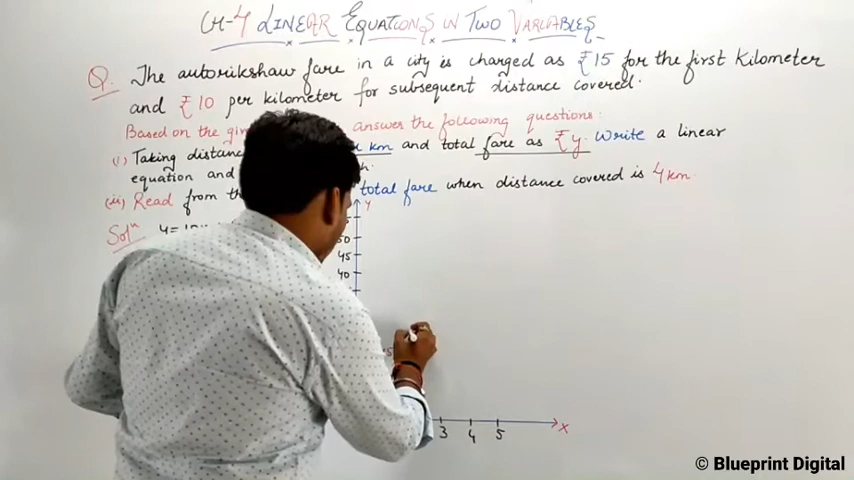 CH-4 LINEAR EQUATIONS IN TWO VARIABLES
Q. The autorikshaw fare in a city is charged as ₹15 for the first kilometer
and ₹10 per kilometer for subsequent distance covered.
Based on the answer the following questions:
(i) Taking km and total fare as ₹y. Write a linear
equation and
(ii) Read from total fare when distance covered is 4 km.
Solⁿ
y
50
45
40
3 4 5 X
© Blueprint Digital